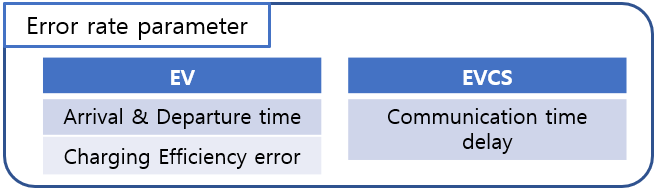 Error rate parameter
EV
Arrival & Departure time
Charging Efficiency error
EVCS
Communication time
delay